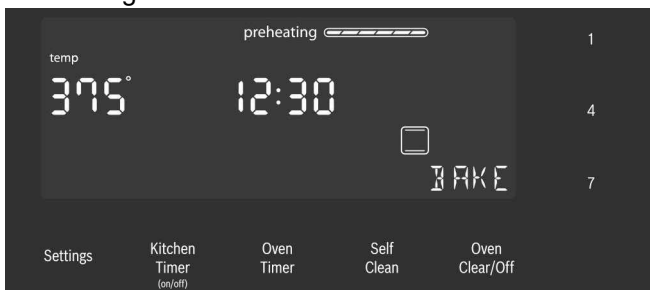 preheating
1
temp
375° 12:30
4
BAKE
7
Settings
Kitchen
Timer
(on/off)
Oven
Timer
Self
Clean
Oven
Clear/Off